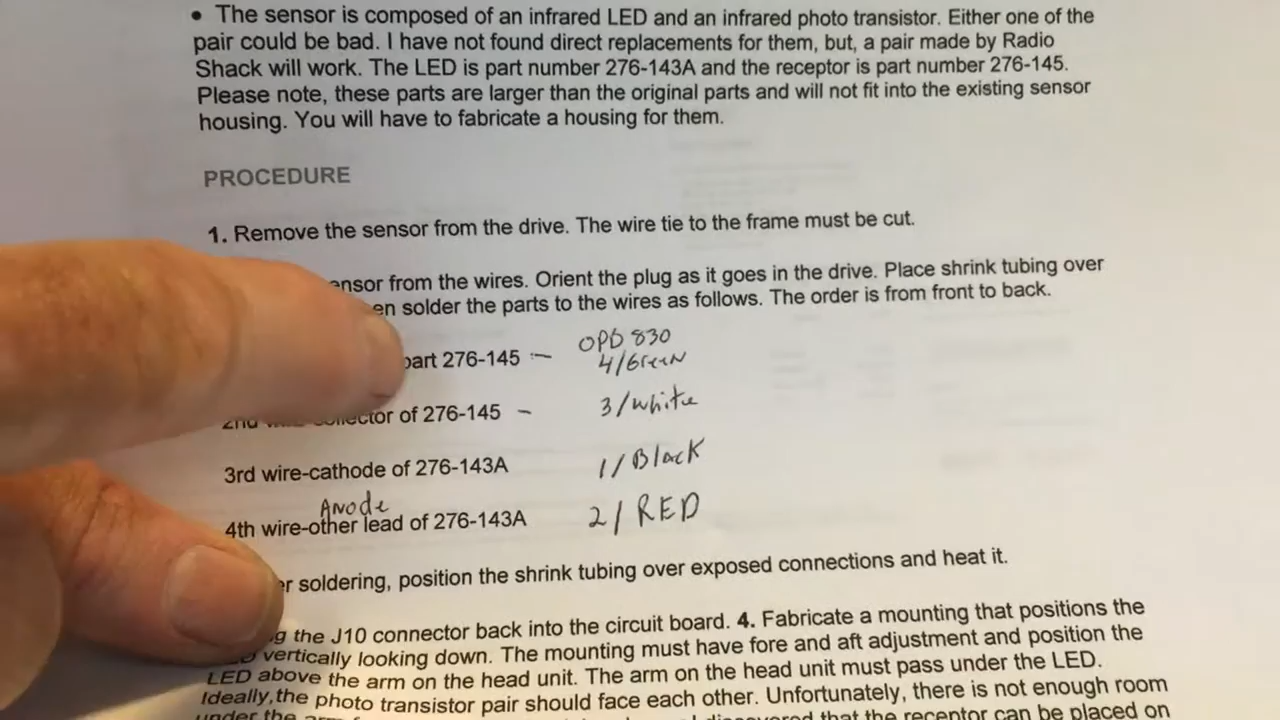 • The sensor is composed of an infrared LED and an infrared photo transistor. Either one of the
pair could be bad. I have not found direct replacements for them, but, a pair made by Radio
Shack will work. The LED is part number 276-143A and the receptor is part number 276-145.
Please note, these parts are larger than the original parts and will not fit into the existing sensor
housing. You will have to fabricate a housing for them.
PROCEDURE
1. Remove the sensor from the drive. The wire tie to the frame must be cut.
from the wires. Orient the plug as it goes in the drive. Place shrink tubing over
solder the parts to the wires as follows. The order is from front to back.
OPB 830
part 276-145 - 4/Green
of 276-145 - 3/white
3rd wire-cathode of 276-143A 1/Black
Anode
4th wire-other lead of 276-143A 2/RED
soldering, position the shrink tubing over exposed connections and heat it.
the J10 connector back into the circuit board. 4. Fabricate a mounting that positions the
vertically looking down. The mounting must have fore and aft adjustment and position the
LED above the arm on the head unit. The arm on the head unit must pass under the LED.
Ideally, the photo transistor pair should face each other. Unfortunately, there is not enough room
under the that the receptor can be placed on